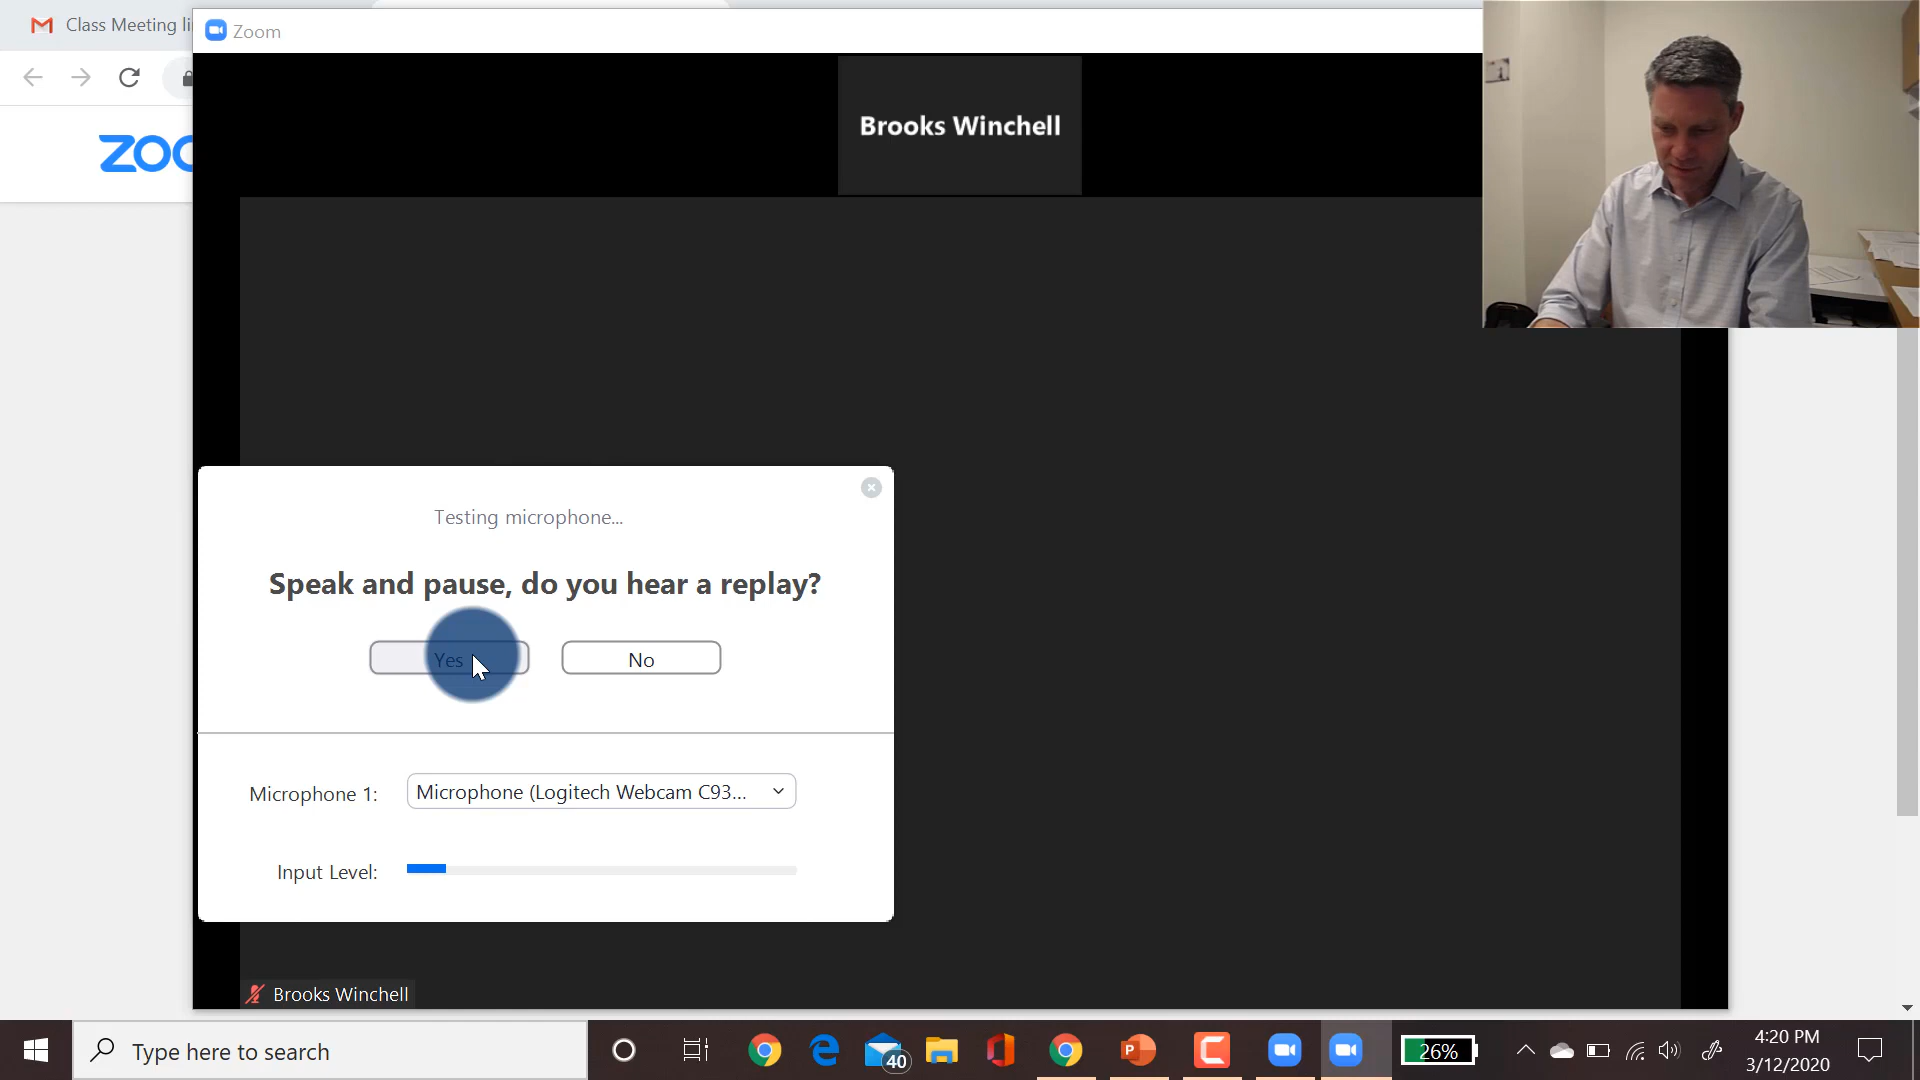 Class Meeting li
Zoom
zoo
Brooks Winchell
Testing microphone...
Speak and pause, do you hear a replay?
Yes
No
Microphone 1:
Microphone (Logitech Webcam C93...
Input Level:
Brooks Winchell
Type here to search
40
26%
4:20 PM
3/12/2020